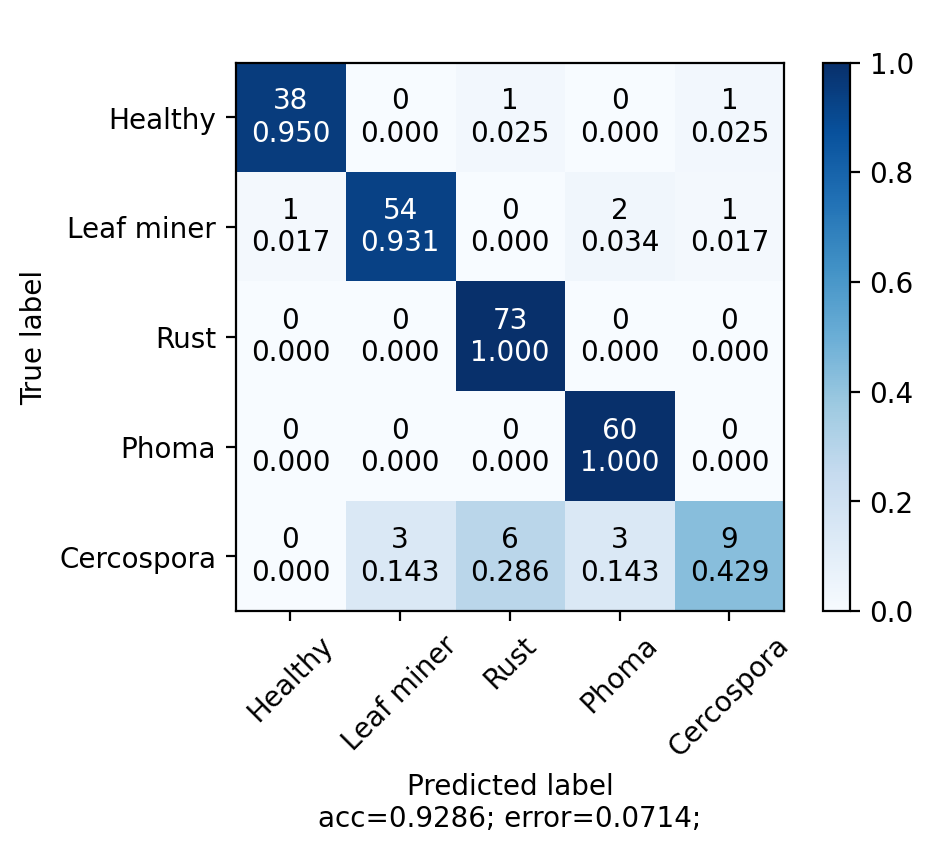 Healthy 38 0 1 0 1
0.950 0.000 0.025 0.000 0.025
Leaf miner 1 54 0 2 1
0.017 0.931 0.000 0.034 0.017
Rust 0 0 73 0 0
0.000 0.000 1.000 0.000 0.000
Phoma 0 0 0 60 0
0.000 0.000 0.000 1.000 0.000
Cercospora 0 3 6 3 9
0.000 0.143 0.286 0.143 0.429
True label
Healthy Leaf miner Rust Phoma Cercospora
Predicted label
acc=0.9286; error=0.0714;
1.0
0.8
0.6
0.4
0.2
0.0